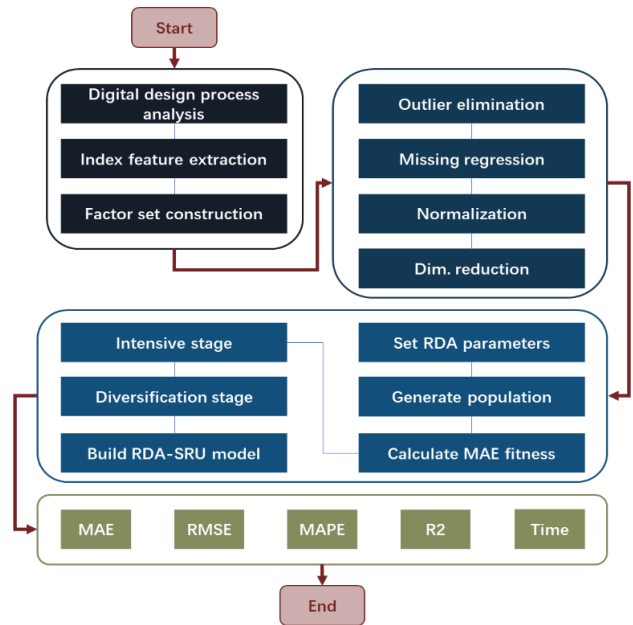 Start
Digital design process
analysis
Index feature extraction
Factor set construction
Outlier elimination
Missing regression
Normalization
Dim. reduction
Set RDA parameters
Generate population
Calculate MAE fitness
Intensive stage
Diversification stage
Build RDA-SRU model
MAE
RMSE
MAPE
R2
Time
End